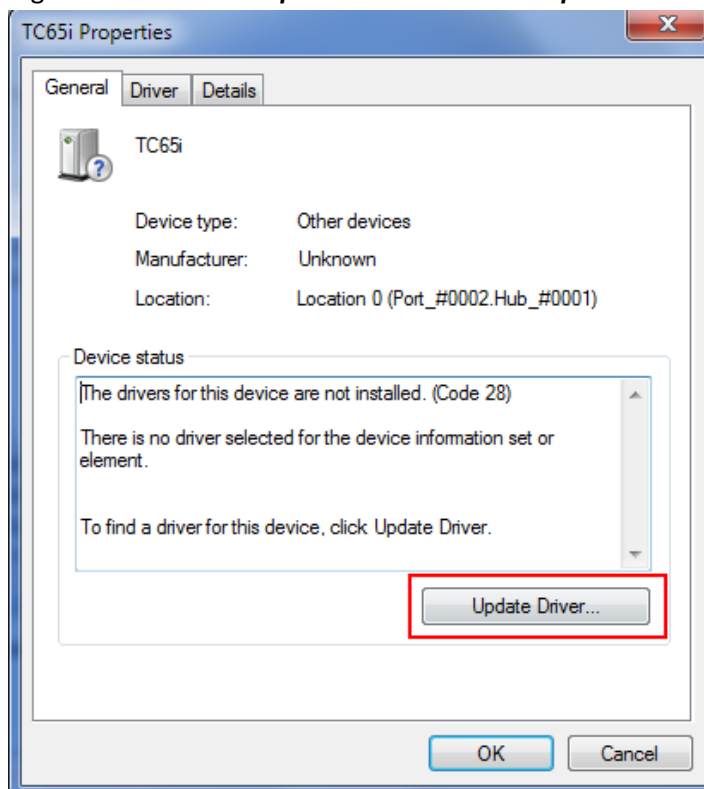 TC65i Properties
General Driver Details
TC65i
Device type: Other devices
Manufacturer: Unknown
Location: Location 0 (Port_#0002.Hub_#0001)
Device status
The drivers for this device are not installed. (Code 28)
There is no driver selected for the device information set or
element.
To find a driver for this device, click Update Driver.
Update Driver...
OK Cancel